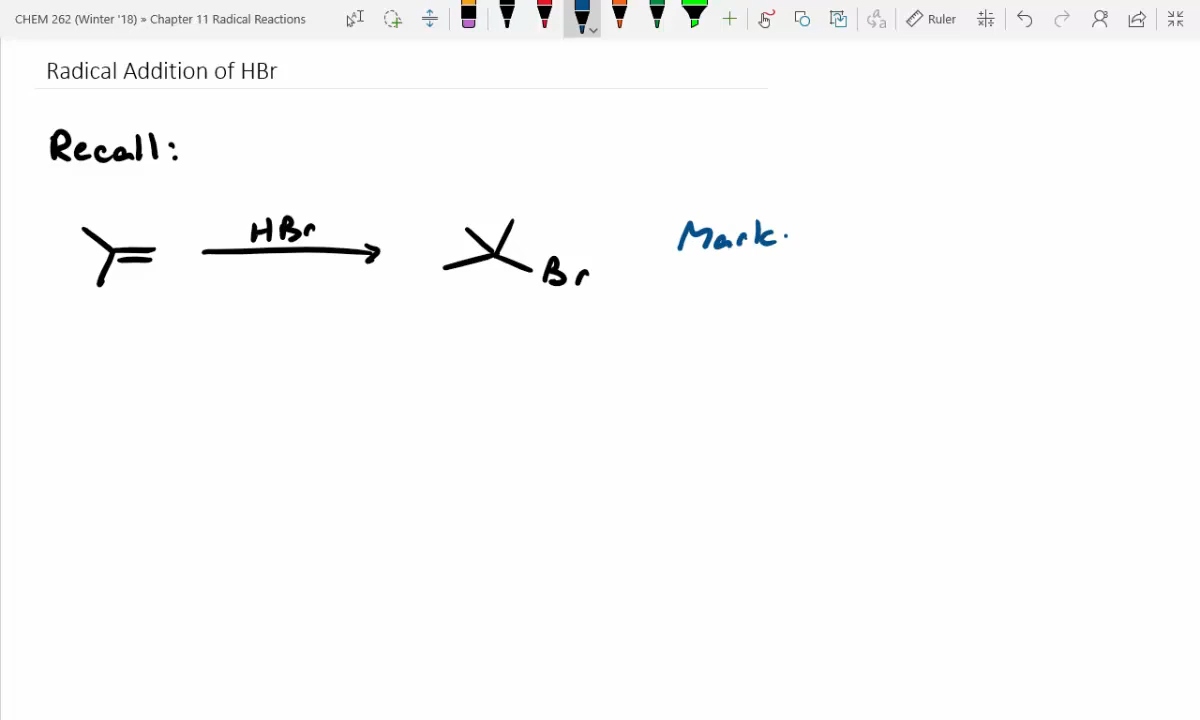 CHEM 262 (Winter '18) » Chapter 11 Radical Reactions
Ruler
Radical Addition of HBr
Recall:
HBr
Br
Mark.